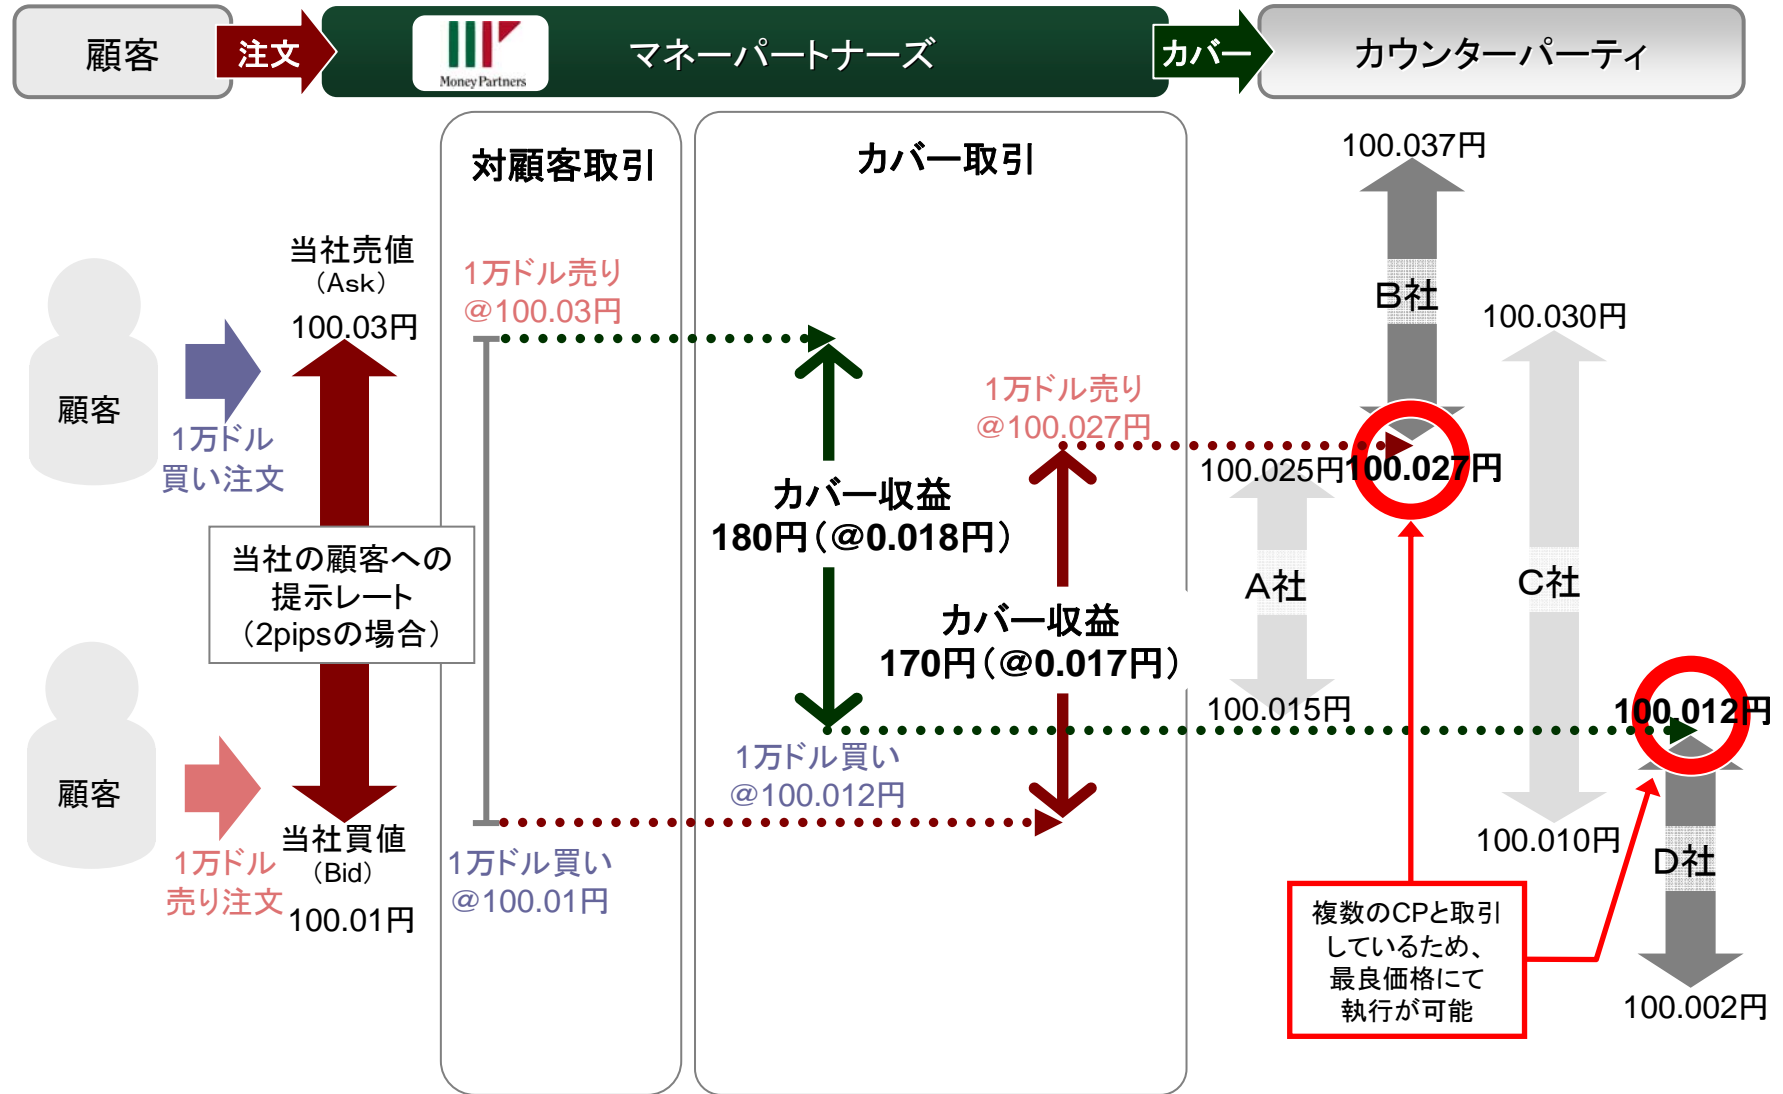 顧客
注文
Money Partners
マネーパートナーズ
カバー
カウンターパーティ
対顧客取引
カバー取引
当社売値
（Ask）
100.03円
顧客
1万ドル
買い注文
当社の顧客への
提示レート
（2pipsの場合）
顧客
1万ドル
売り注文
当社買値
（Bid）
100.01円
1万ドル売り
@100.03円
1万ドル買い
@100.01円
カバー収益
180円（@0.018円）
1万ドル買い
@100.012円
1万ドル売り
@100.027円
カバー収益
170円（@0.017円）
100.025円
A社
100.015円
100.037円
B社
100.027円
100.030円
C社
100.010円
100.012円
D社
100.002円
複数のCPと取引
しているため、
最良価格にて
執行が可能